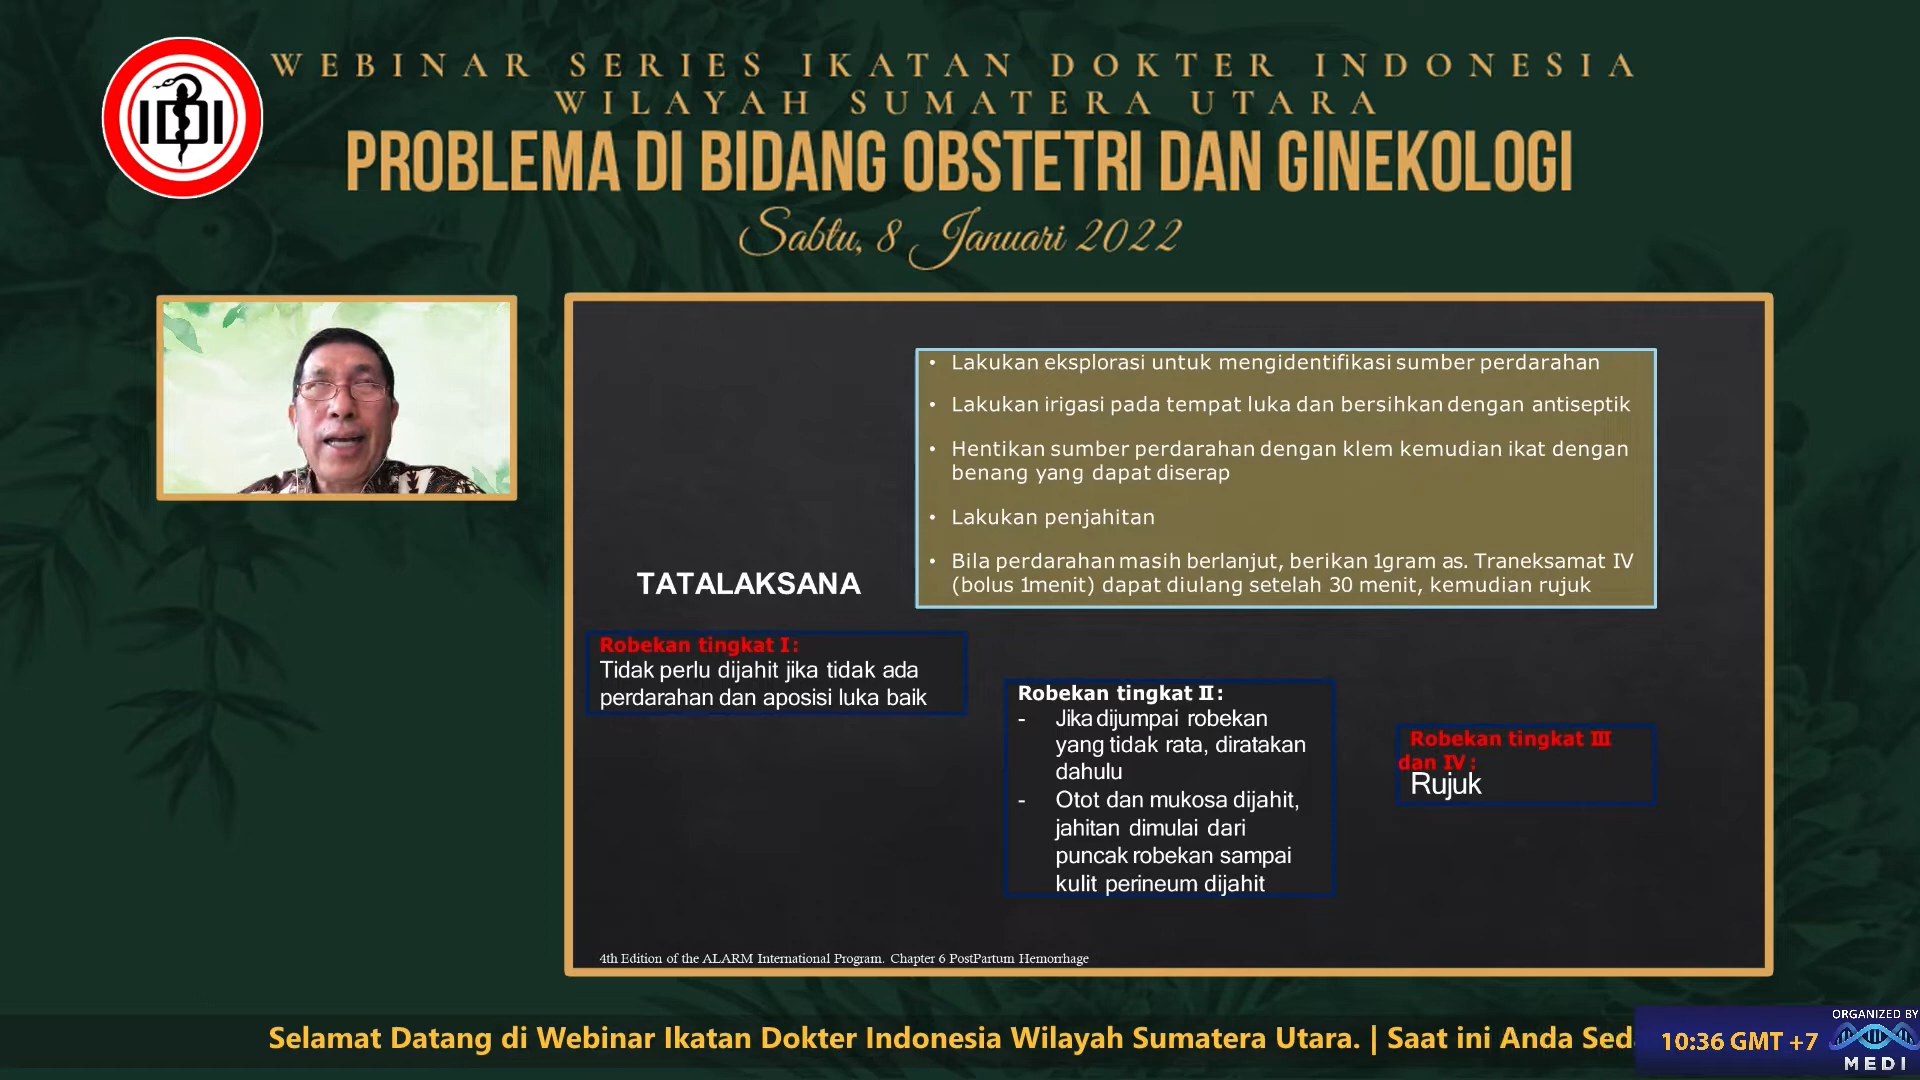 IDI
WEBINAR SERIES IKATAN DOKTER INDONESIA
WILAYAH SUMATERA UTARA
PROBLEMA DI BIDANG OBSTETRI DAN GINEKOLOGI
Sabtu, 8 Januari 2022
• Lakukan eksplorasi untuk mengidentifikasi sumber perdarahan
• Lakukan irigasi pada tempat luka dan bersihkan dengan antiseptik
• Hentikan sumber perdarahan dengan klem kemudian ikat dengan
benang yang dapat diserap
• Lakukan penjahitan
• Bila perdarahan masih berlanjut, berikan 1gram as. Traneksamat IV
(bolus 1menit) dapat diulang setelah 30 menit, kemudian rujuk
TATALAKSANA
Robekan tingkat I:
Tidak perlu dijahit jika tidak ada
perdarahan dan aposisi luka baik
Robekan tingkat II:
- Jika dijumpai robekan
yang tidak rata, diratakan
dahulu
- Otot dan mukosa dijahit,
jahitan dimulai dari
puncak robekan sampai
kulit perineum dijahit
Robekan tingkat III
dan IV:
Rujuk
4th Edition of the ALARM International Program. Chapter 6 PostPartum Hemorrhage
Selamat Datang di Webinar Ikatan Dokter Indonesia Wilayah Sumatera Utara. | Saat ini Anda Seda
10:36 GMT +7
ORGANIZED BY
MEDI